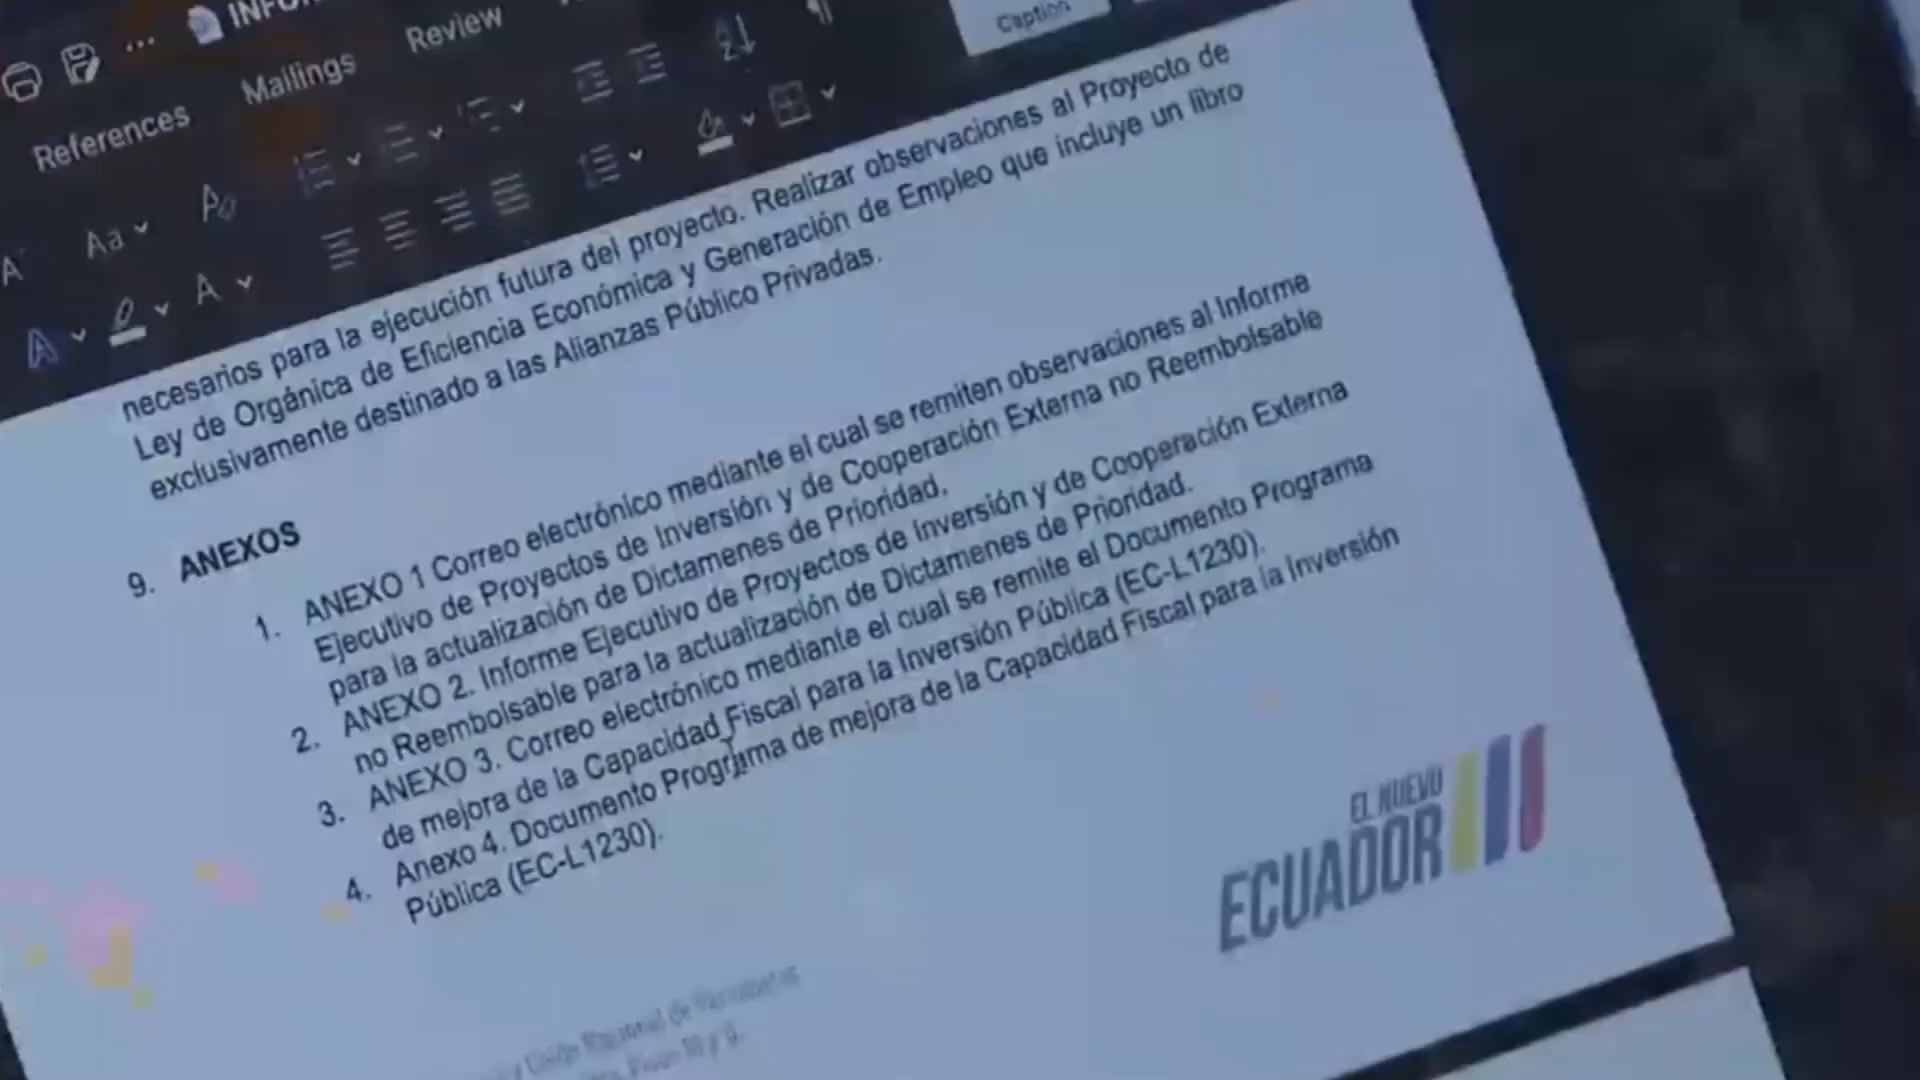 References
Mailings
Review
Caption
Aa
A
A
necesarios para la ejecución futura del proyecto. Realizar observaciones al Proyecto de
Ley de Orgánica de Eficiencia Económica y Generación de Empleo que incluye un libro
exclusivamente destinado a las Alianzas Público Privadas.
9. ANEXOS
1. ANEXO 1 Correo electrónico mediante el cual se remiten observaciones al Informe
Ejecutivo de Proyectos de Inversión y de Cooperación Externa no Reembolsable
para la actualización de Dictamenes de Prioridad.
2. ANEXO 2. Informe Ejecutivo de Proyectos de Inversión y de Cooperación Externa
no Reembolsable para la actualización de Dictamenes de Prioridad.
3. ANEXO 3. Correo electrónico mediante el cual se remite el Documento Programa
de mejora de la Capacidad Fiscal para la Inversión Pública (EC-L1230).
4. Anexo 4. Documento Programa de mejora de la Capacidad Fiscal para la Inversión
Pública (EC-L1230).
EL NUEVO
ECUADOR